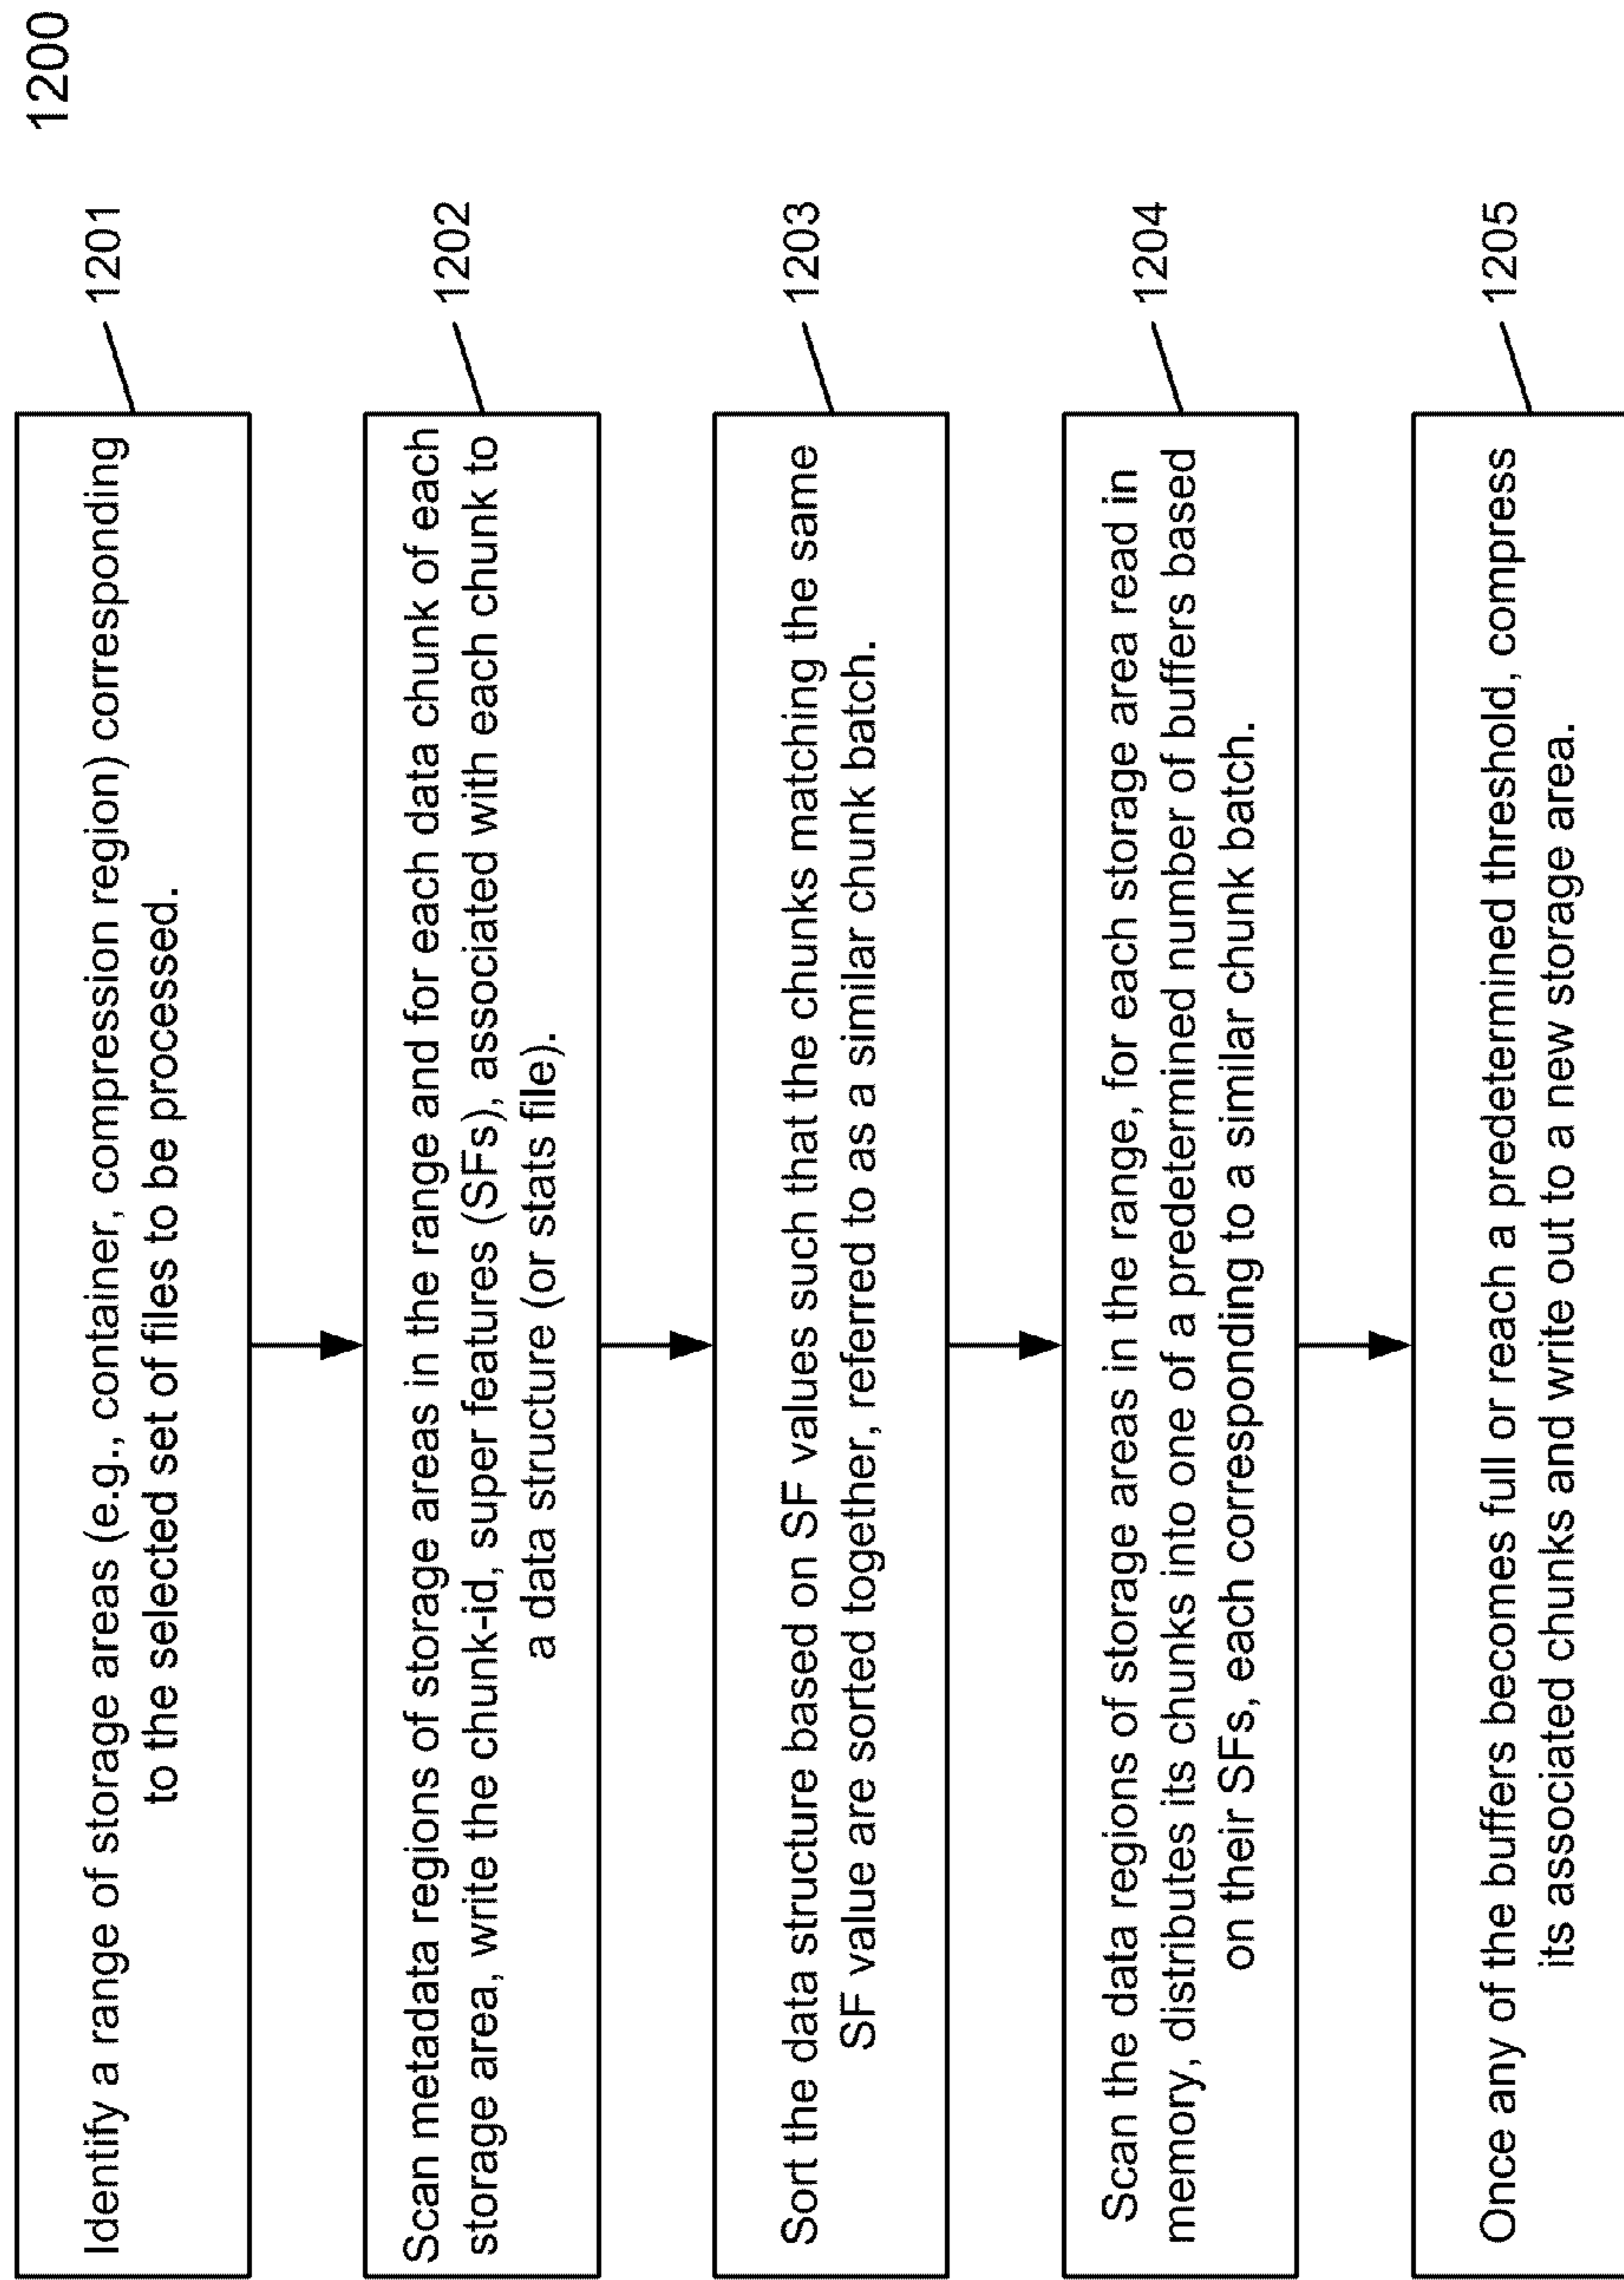 1200
Identify a range of storage areas (e.g., container, compression region) corresponding
to the selected set of files to be processed.
1201
Scan metadata regions of storage areas in the range and for each data chunk of each
storage area, write the chunk-id, super features (SFs), associated with each chunk to
a data structure (or stats file).
1202
Sort the data structure based on SF values such that the chunks matching the same
SF value are sorted together, referred to as a similar chunk batch.
1203
Scan the data regions of storage areas in the range, for each storage area read in
memory, distributes its chunks into one of a predetermined number of buffers based
on their SFs, each corresponding to a similar chunk batch.
1204
Once any of the buffers becomes full or reach a predetermined threshold, compress
its associated chunks and write out to a new storage area.
1205